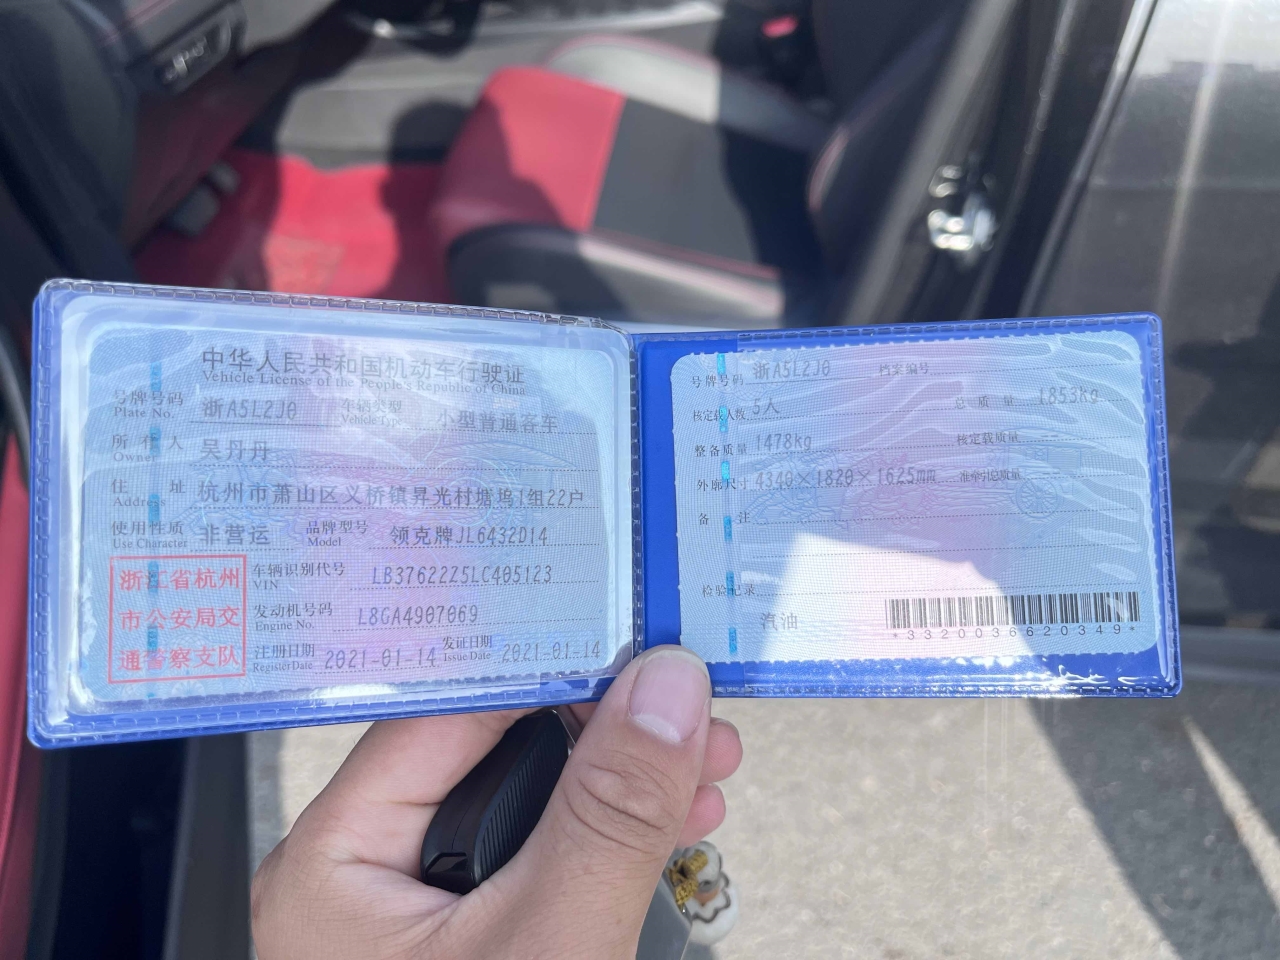 中华人民共和国机动车行驶证
Vehicle License of the People's Republic of China
号牌号码 浙A5L2J0 车辆类型 小型普通客车
Plate No. Vehicle Type
所有人 吴丹丹
Owner
住址 杭州市萧山区义桥镇昇光村塘坞1组22户
Address
使用性质 非营运 品牌型号 领克牌JL6432D14
Use Character Model
浙江省杭州
市公安局交
通警察支队
车辆识别代号 LB37622Z5LC405123
VIN
发动机号码 L8GA4907069
Engine No.
注册日期 2021-01-14 发证日期 2021-01-14
Register Date Issue Date
号牌号码 浙A5L2J0 档案编号
核定载人数 5人 总质量 1853kg
整备质量 1478kg 核定载质量 --
外廓尺寸 4340×1820×1625mm 准牵引总质量
备注
检验记录
汽油
*3320036620349*